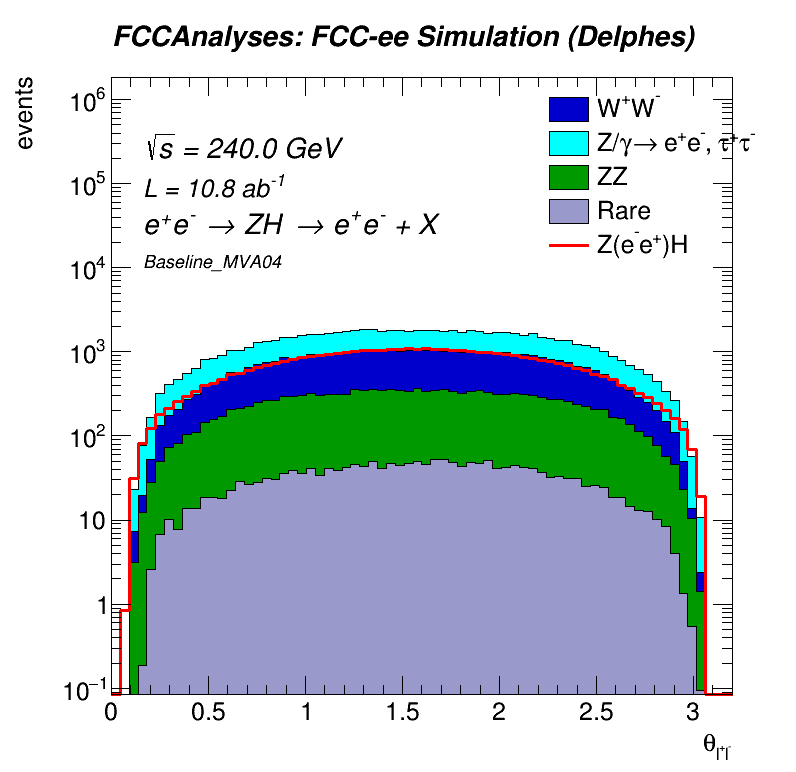 FCCAnalyses: FCC-ee Simulation (Delphes)
events
10⁶
10⁵
10⁴
10³
10²
10
1
10⁻¹
√s = 240.0 GeV
L = 10.8 ab⁻¹
e⁺e⁻ → ZH → e⁺e⁻ + X
Baseline_MVA04
W⁺W⁻
Z/γ→ e⁺e⁻, τ⁺τ⁻
ZZ
Rare
Z(e⁻e⁺)H
0 0.5 1 1.5 2 2.5 3
θ_{l⁺l⁻}